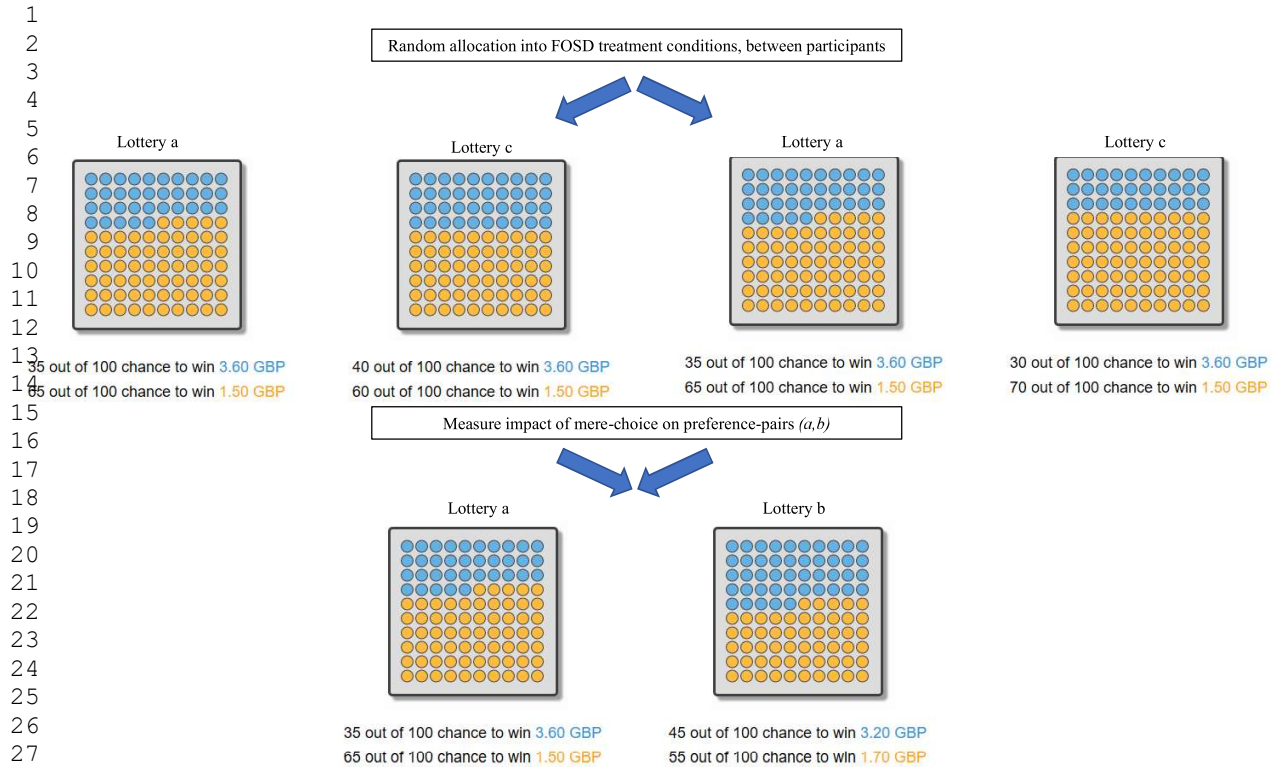 1
2
Random allocation into FOSD treatment conditions, between participants
3
4
5
Lottery a
Lottery c
Lottery a
Lottery c
6
7
8
9
10
11
12
13
35 out of 100 chance to win 3.60 GBP
40 out of 100 chance to win 3.60 GBP
35 out of 100 chance to win 3.60 GBP
30 out of 100 chance to win 3.60 GBP
14
65 out of 100 chance to win 1.50 GBP
60 out of 100 chance to win 1.50 GBP
65 out of 100 chance to win 1.50 GBP
70 out of 100 chance to win 1.50 GBP
15
Measure impact of mere-choice on preference-pairs (a,b)
16
17
18
Lottery a
Lottery b
19
20
21
22
23
24
25
26
35 out of 100 chance to win 3.60 GBP
45 out of 100 chance to win 3.20 GBP
27
65 out of 100 chance to win 1.50 GBP
55 out of 100 chance to win 1.70 GBP